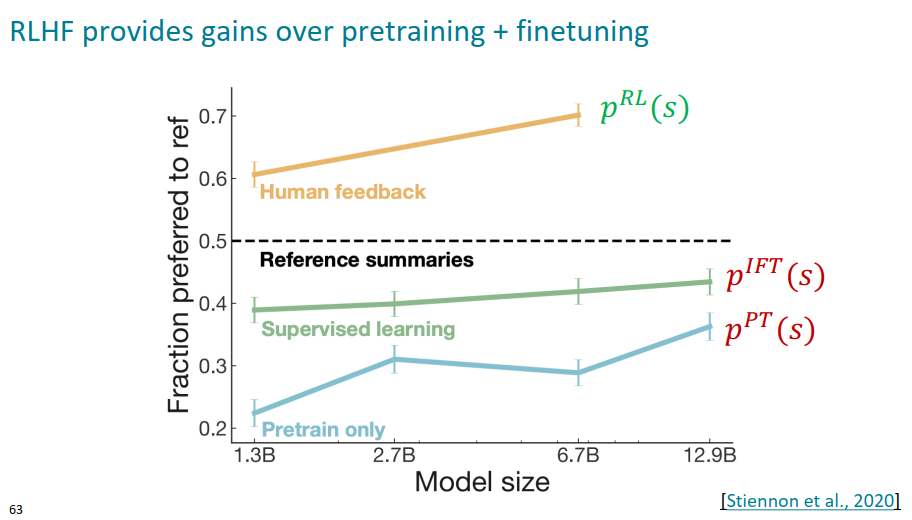 RLHF provides gains over pretraining + finetuning
Fraction preferred to ref
0.7
0.6
0.5
0.4
0.3
0.2
p^{RL}(s)
Human feedback
Reference summaries
p^{IFT}(s)
Supervised learning
p^{PT}(s)
Pretrain only
1.3B 2.7B 6.7B 12.9B
Model size
[Stiennon et al., 2020]
63